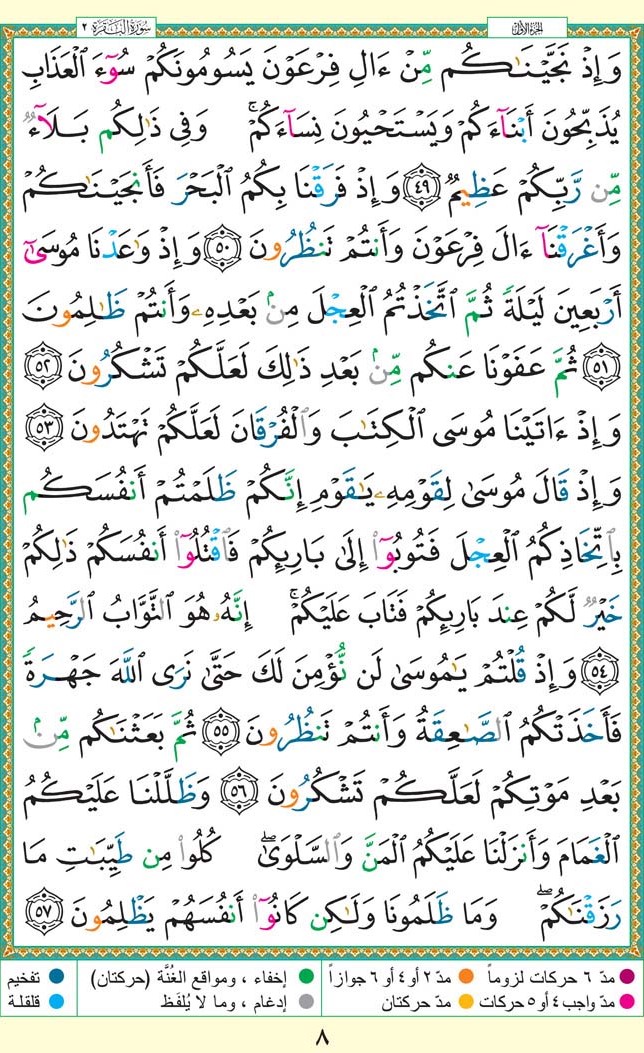 الجزء الأول
سورة البقرة ٢
وَإِذْ نَجَّيْنَٰكُم مِّنْ ءَالِ فِرْعَوْنَ يَسُومُونَكُمْ سُوٓءَ ٱلْعَذَابِ
يُذَبِّحُونَ أَبْنَآءَكُمْ وَيَسْتَحْيُونَ نِسَآءَكُمْ ۚ وَفِى ذَٰلِكُم بَلَآءٌ
مِّن رَّبِّكُمْ عَظِيمٌ ٤٩ وَإِذْ فَرَقْنَا بِكُمُ ٱلْبَحْرَ فَأَنجَيْنَٰكُمْ
وَأَغْرَقْنَآ ءَالَ فِرْعَوْنَ وَأَنتُمْ تَنظُرُونَ ٥٠ وَإِذْ وَٰعَدْنَا مُوسَىٰٓ
أَرْبَعِينَ لَيْلَةً ثُمَّ ٱتَّخَذْتُمُ ٱلْعِجْلَ مِنۢ بَعْدِهِۦ وَأَنتُمْ ظَٰلِمُونَ
٥١ ثُمَّ عَفَوْنَا عَنكُم مِّنۢ بَعْدِ ذَٰلِكَ لَعَلَّكُمْ تَشْكُرُونَ ٥٢
وَإِذْ ءَاتَيْنَا مُوسَى ٱلْكِتَٰبَ وَٱلْفُرْقَانَ لَعَلَّكُمْ تَهْتَدُونَ ٥٣
وَإِذْ قَالَ مُوسَىٰ لِقَوْمِهِۦ يَٰقَوْمِ إِنَّكُمْ ظَلَمْتُمْ أَنفُسَكُم
بِٱتِّخَاذِكُمُ ٱلْعِجْلَ فَتُوبُوٓا۟ إِلَىٰ بَارِئِكُمْ فَٱقْتُلُوٓا۟ أَنفُسَكُمْ ذَٰلِكُمْ
خَيْرٌ لَّكُمْ عِندَ بَارِئِكُمْ فَتَابَ عَلَيْكُمْ ۚ إِنَّهُۥ هُوَ ٱلتَّوَّابُ ٱلرَّحِيمُ
٥٤ وَإِذْ قُلْتُمْ يَٰمُوسَىٰ لَن نُّؤْمِنَ لَكَ حَتَّىٰ نَرَى ٱللَّهَ جَهْرَةً
فَأَخَذَتْكُمُ ٱلصَّٰعِقَةُ وَأَنتُمْ تَنظُرُونَ ٥٥ ثُمَّ بَعَثْنَٰكُم مِّنۢ
بَعْدِ مَوْتِكُمْ لَعَلَّكُمْ تَشْكُرُونَ ٥٦ وَظَلَّلْنَا عَلَيْكُمُ
ٱلْغَمَامَ وَأَنزَلْنَا عَلَيْكُمُ ٱلْمَنَّ وَٱلسَّلْوَىٰ ۖ كُلُوا۟ مِن طَيِّبَٰتِ مَا
رَزَقْنَٰكُمْ ۖ وَمَا ظَلَمُونَا وَلَٰكِن كَانُوٓا۟ أَنفُسَهُمْ يَظْلِمُونَ ٥٧
مدّ ٦ حركات لزوماً مدّ ٢ أو ٤ أو ٦ جوازاً إخفاء ، ومواقع الغُنَّة (حركتان) تفخيم
مدّ واجب ٤ أو ٥ حركات مدّ حركتان إدغام ، وما لا يُلفَظ قلقلة
٨